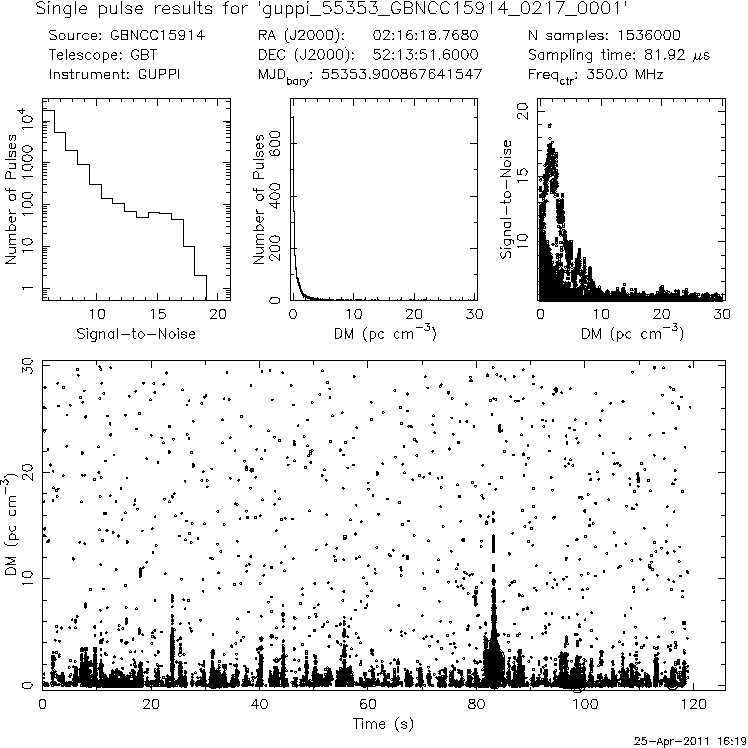 Single pulse results for 'guppi_55353_GBNCC15914_0217_0001'
Source: GBNCC15914 RA (J2000): 02:16:18.7680 N samples: 1536000
Telescope: GBT DEC (J2000): 52:13:51.6000 Sampling time: 81.92 μs
Instrument: GUPPI MJDbary: 55353.900867641547 Freqctr: 350.0 MHz
Number of Pulses
1 10 100 1000 10^4
10 15 20
Signal-to-Noise
Number of Pulses
0 200 400 600
0 10 20 30
DM (pc cm^-3)
Signal-to-Noise
10 15 20
0 10 20 30
DM (pc cm^-3)
DM (pc cm^-3)
0 10 20 30
0 20 40 60 80 100 120
Time (s)
25-Apr-2011 16:19